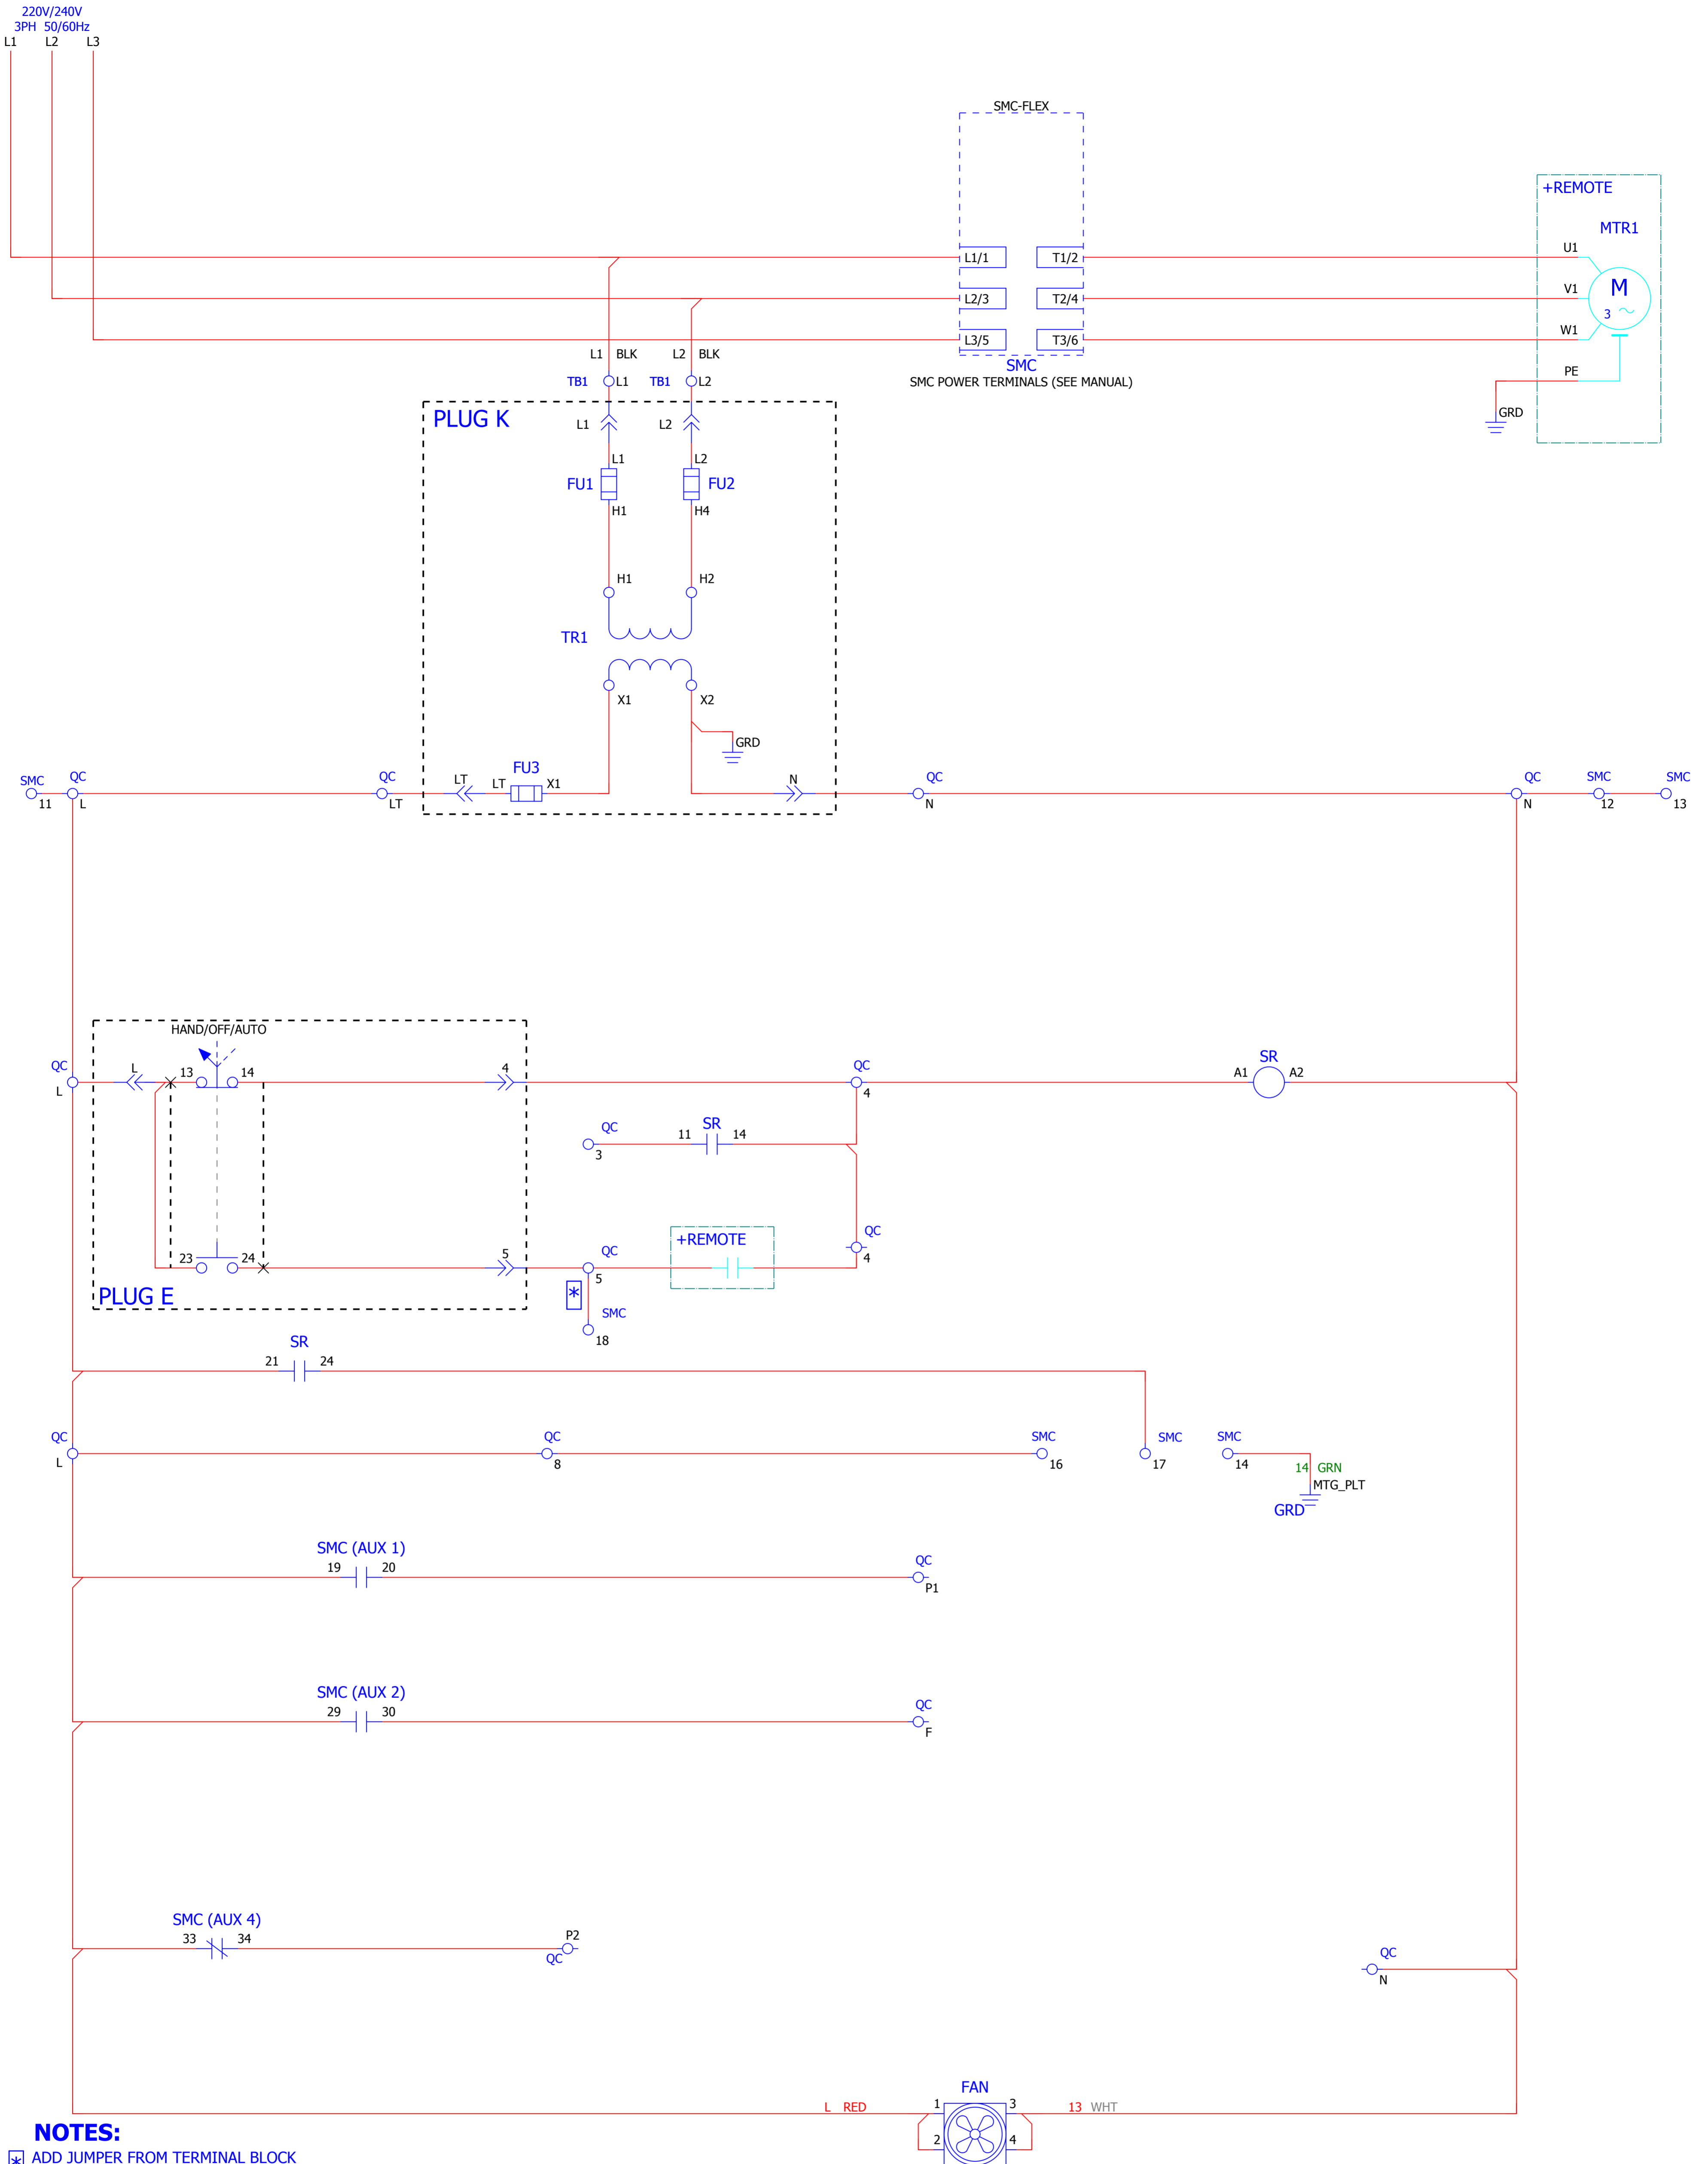 220V/240V
3PH 50/60Hz
L1 L2 L3
SMC-FLEX
+REMOTE
MTR1
U1
L1/1 T1/2
V1 M
L2/3 T2/4
3
W1
L3/5 T3/6
L1 BLK L2 BLK
SMC
PE
TB1 L1 TB1 L2
SMC POWER TERMINALS (SEE MANUAL)
PLUG K
GRD
L1 L2
L1 L2
FU1 FU2
H1 H4
H1 H2
TR1
X1 X2
GRD
FU3
SMC QC QC LT LT X1 N QC QC SMC SMC
11 L LT N N 12 13
HAND/OFF/AUTO
QC L 13 14 4 QC SR
A1 A2
L 4
QC 11 SR 14
3
QC
+REMOTE
4
23 24 5 QC
5
PLUG E
*
SMC
18
SR
21 24
QC QC SMC SMC SMC
L 8 16 17 14
14 GRN
MTG_PLT
GRD
SMC (AUX 1)
19 20 QC
P1
SMC (AUX 2)
29 30 QC
F
SMC (AUX 4)
33 34 P2
QC
QC
N
FAN
L RED 1 3 13 WHT
NOTES:
2 4
* ADD JUMPER FROM TERMINAL BLOCK